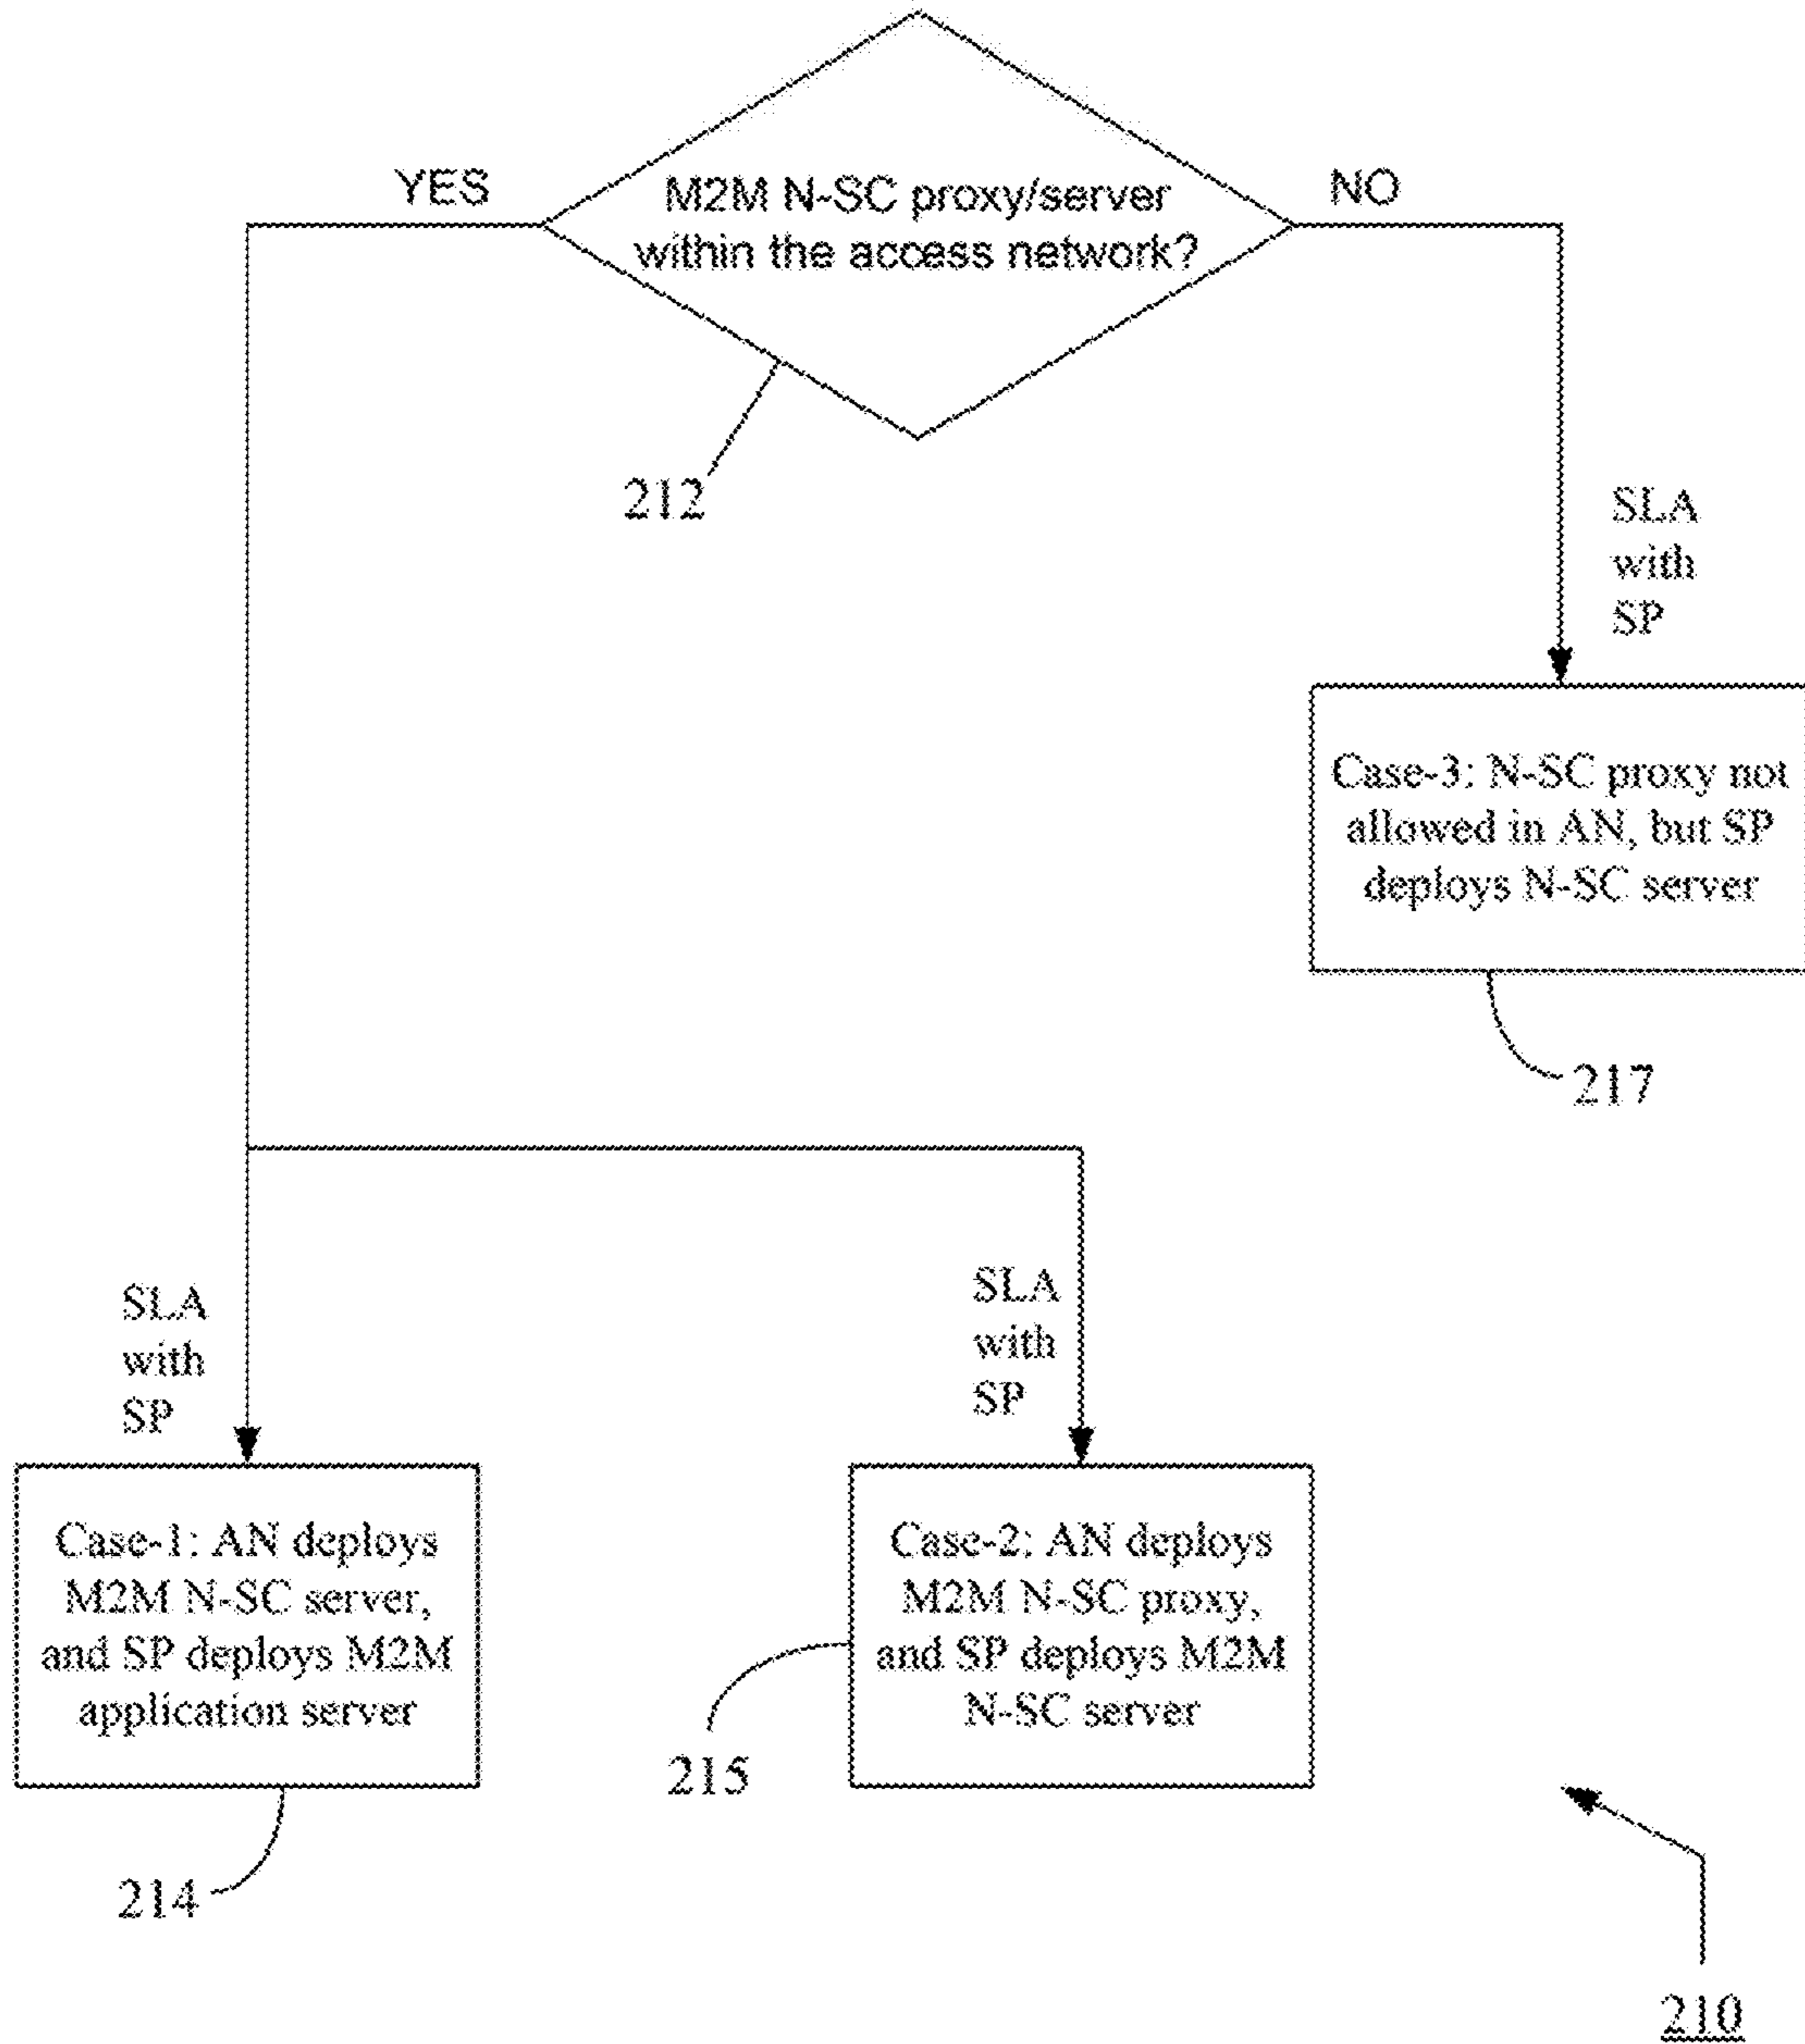 YES
M2M N-SC proxy/server
within the access network?
NO
212
SLA
with
SP
Case-3: N-SC proxy not
allowed in AN, but SP
deploys N-SC server
217
SLA
with
SP
SLA
with
SP
Case-1: AN deploys
M2M N-SC server,
and SP deploys M2M
application server
Case-2: AN deploys
M2M N-SC proxy,
and SP deploys M2M
N-SC server
215
214
210